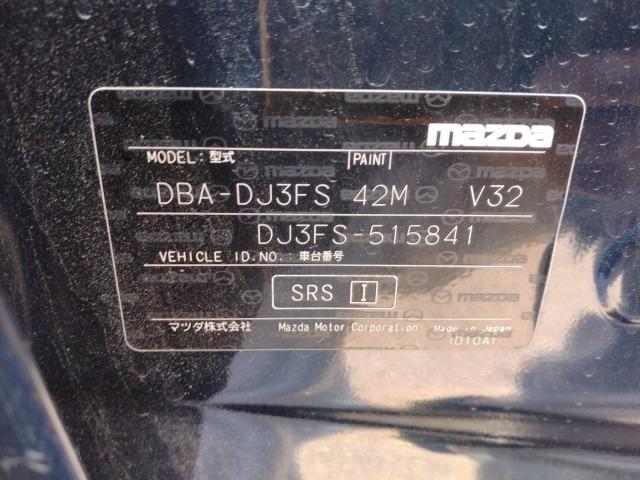 mazda
MODEL : 型式 PAINT
DBA-DJ3FS 42M V32
DJ3FS-515841
VEHICLE ID.NO. : 車台番号
SRS I
マツダ株式会社 Mazda Motor Corporation Made in Japan
ID10A1